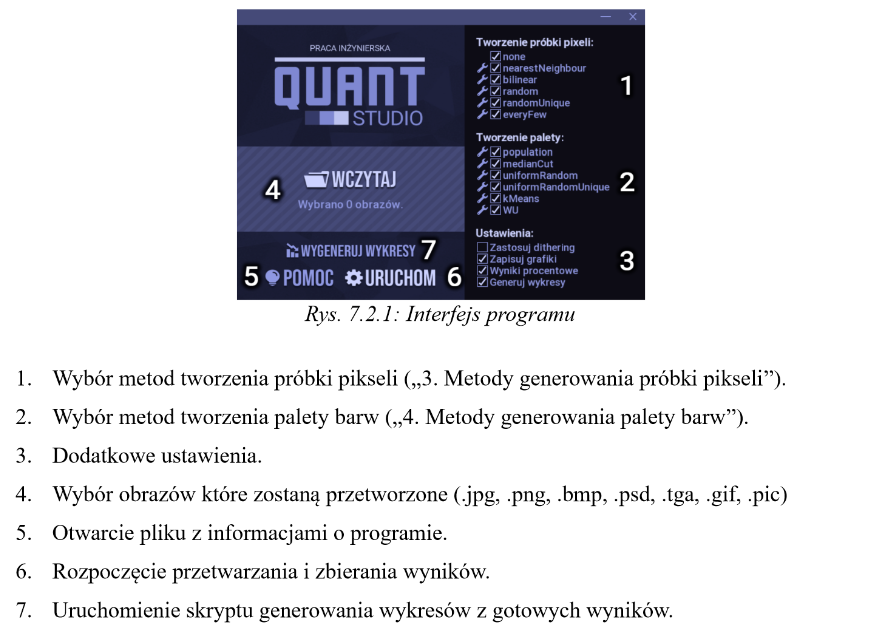 PRACA INŻYNIERSKA
QUANT
STUDIO
4 WCZYTAJ
Wybrano 0 obrazów.
WYGENERUJ WYKRESY 7
5 POMOC URUCHOM 6
Tworzenie próbki pixeli:
none
nearestNeighbour
bilinear
random
randomUnique
everyFew
1
Tworzenie palety:
population
medianCut
uniformRandom
uniformRandomUnique
kMeans
WU
2
Ustawienia:
Zastosuj dithering
Zapisuj grafiki
Wyniki procentowe
Generuj wykresy
3
Rys. 7.2.1: Interfejs programu
1. Wybór metod tworzenia próbki pikseli („3. Metody generowania próbki pikseli”).
2. Wybór metod tworzenia palety barw („4. Metody generowania palety barw”).
3. Dodatkowe ustawienia.
4. Wybór obrazów które zostaną przetworzone (.jpg, .png, .bmp, .psd, .tga, .gif, .pic)
5. Otwarcie pliku z informacjami o programie.
6. Rozpoczęcie przetwarzania i zbierania wyników.
7. Uruchomienie skryptu generowania wykresów z gotowych wyników.